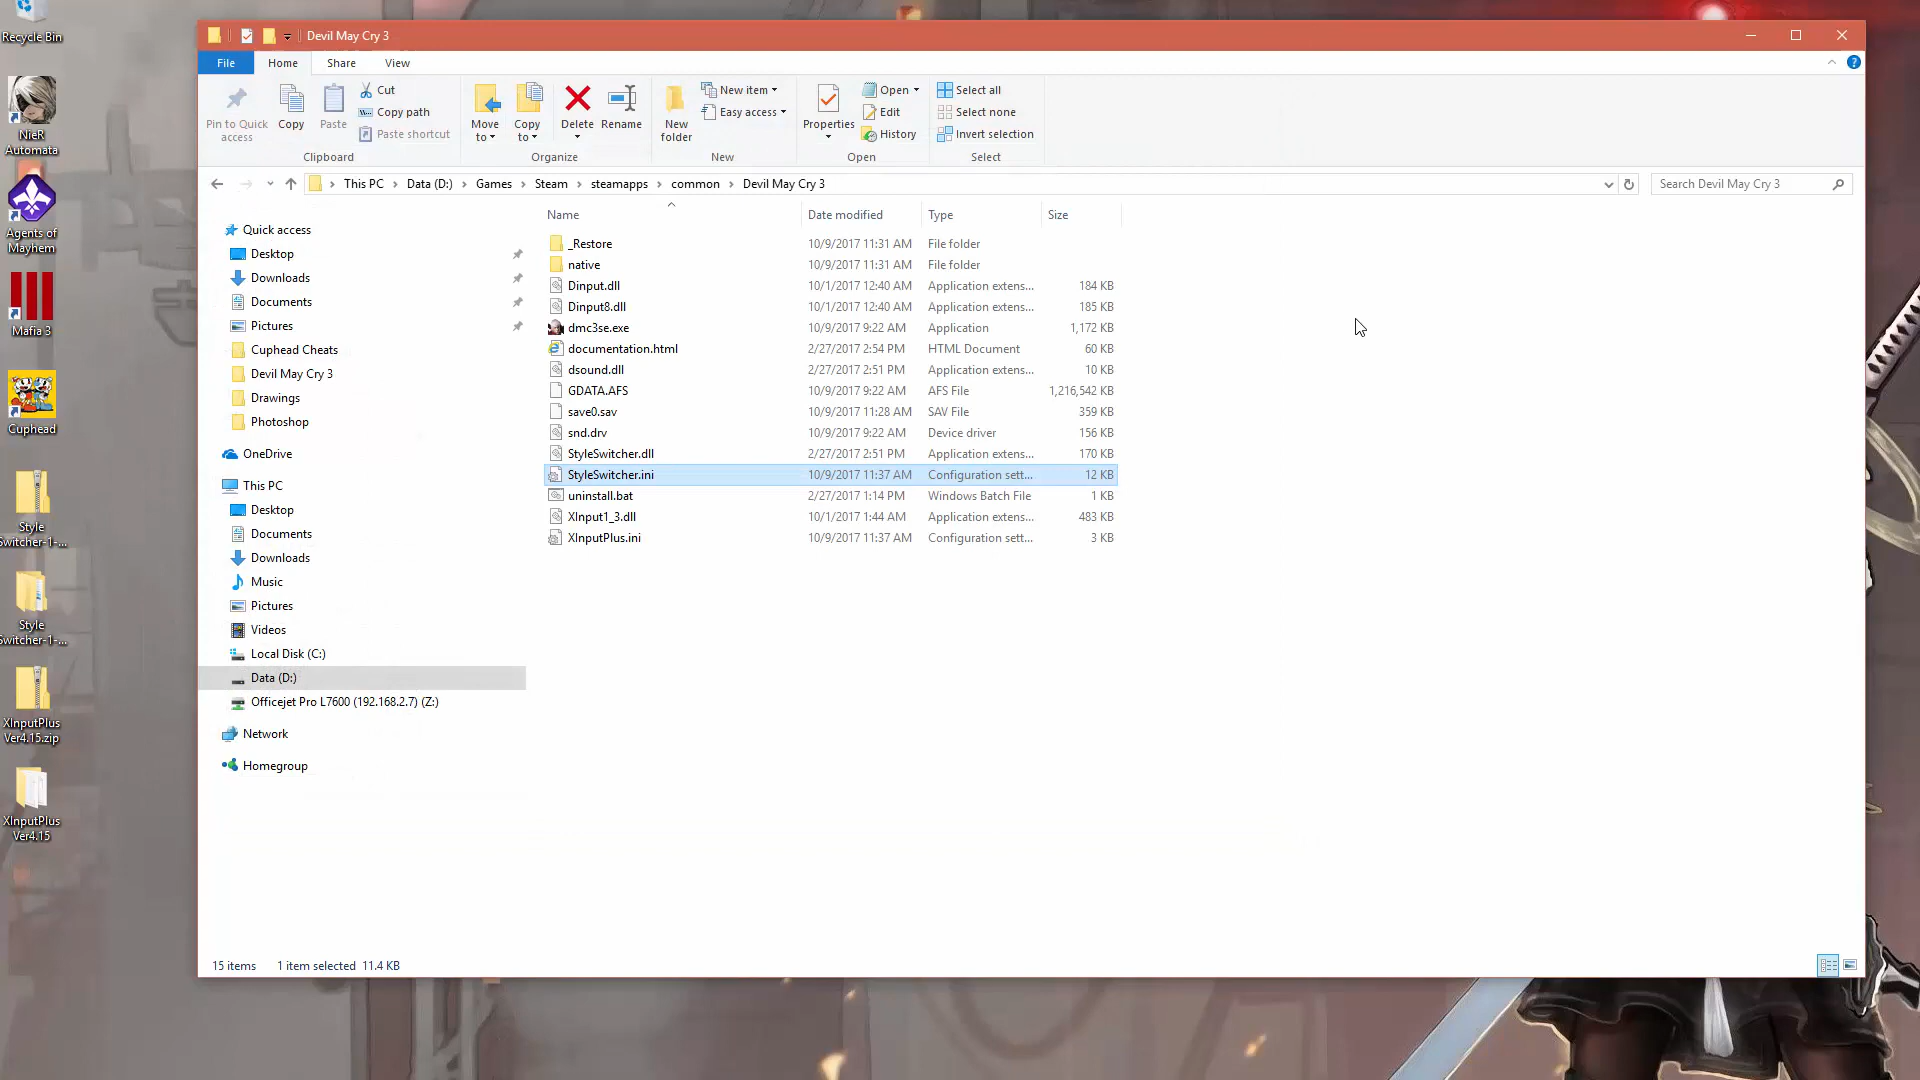 Recycle Bin
NieR
Automata
Agents of
Mayhem
Mafia 3
Cuphead
Style
Switcher-1-...
Style
Switcher-1-...
XInputPlus
Ver4.15.zip
XInputPlus
Ver4.15
Devil May Cry 3
File Home Share View
Pin to Quick
access
Copy
Paste
Cut
Copy path
Paste shortcut
Clipboard
Move
to
Copy
to
Delete
Rename
Organize
New
folder
New item
Easy access
New
Properties
Open
Edit
History
Open
Select all
Select none
Invert selection
Select
This PC Data (D:) Games Steam steamapps common Devil May Cry 3
Search Devil May Cry 3
Quick access
Desktop
Downloads
Documents
Pictures
Cuphead Cheats
Devil May Cry 3
Drawings
Photoshop
OneDrive
This PC
Desktop
Documents
Downloads
Music
Pictures
Videos
Local Disk (C:)
Data (D:)
Officejet Pro L7600 (192.168.2.7) (Z:)
Network
Homegroup
Name Date modified Type Size
_Restore 10/9/2017 11:31 AM File folder
native 10/9/2017 11:31 AM File folder
Dinput.dll 10/1/2017 12:40 AM Application extens... 184 KB
Dinput8.dll 10/1/2017 12:40 AM Application extens... 185 KB
dmc3se.exe 10/9/2017 9:22 AM Application 1,172 KB
documentation.html 2/27/2017 2:54 PM HTML Document 60 KB
dsound.dll 2/27/2017 2:51 PM Application extens... 10 KB
GDATA.AFS 10/9/2017 9:22 AM AFS File 1,216,542 KB
save0.sav 10/9/2017 11:28 AM SAV File 359 KB
snd.drv 10/9/2017 9:22 AM Device driver 156 KB
StyleSwitcher.dll 2/27/2017 2:51 PM Application extens... 170 KB
StyleSwitcher.ini 10/9/2017 11:37 AM Configuration sett... 12 KB
uninstall.bat 2/27/2017 1:14 PM Windows Batch File 1 KB
XInput1_3.dll 10/1/2017 1:44 AM Application extens... 483 KB
XInputPlus.ini 10/9/2017 11:37 AM Configuration sett... 3 KB
15 items 1 item selected 11.4 KB